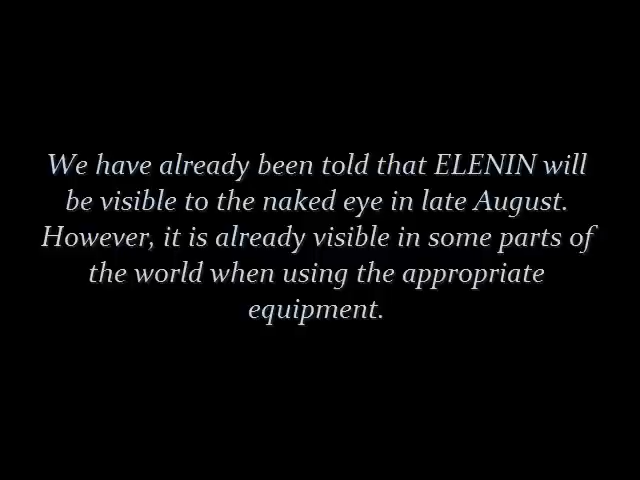 We have already been told that ELENIN will
be visible to the naked eye in late August.
However, it is already visible in some parts of
the world when using the appropriate
equipment.